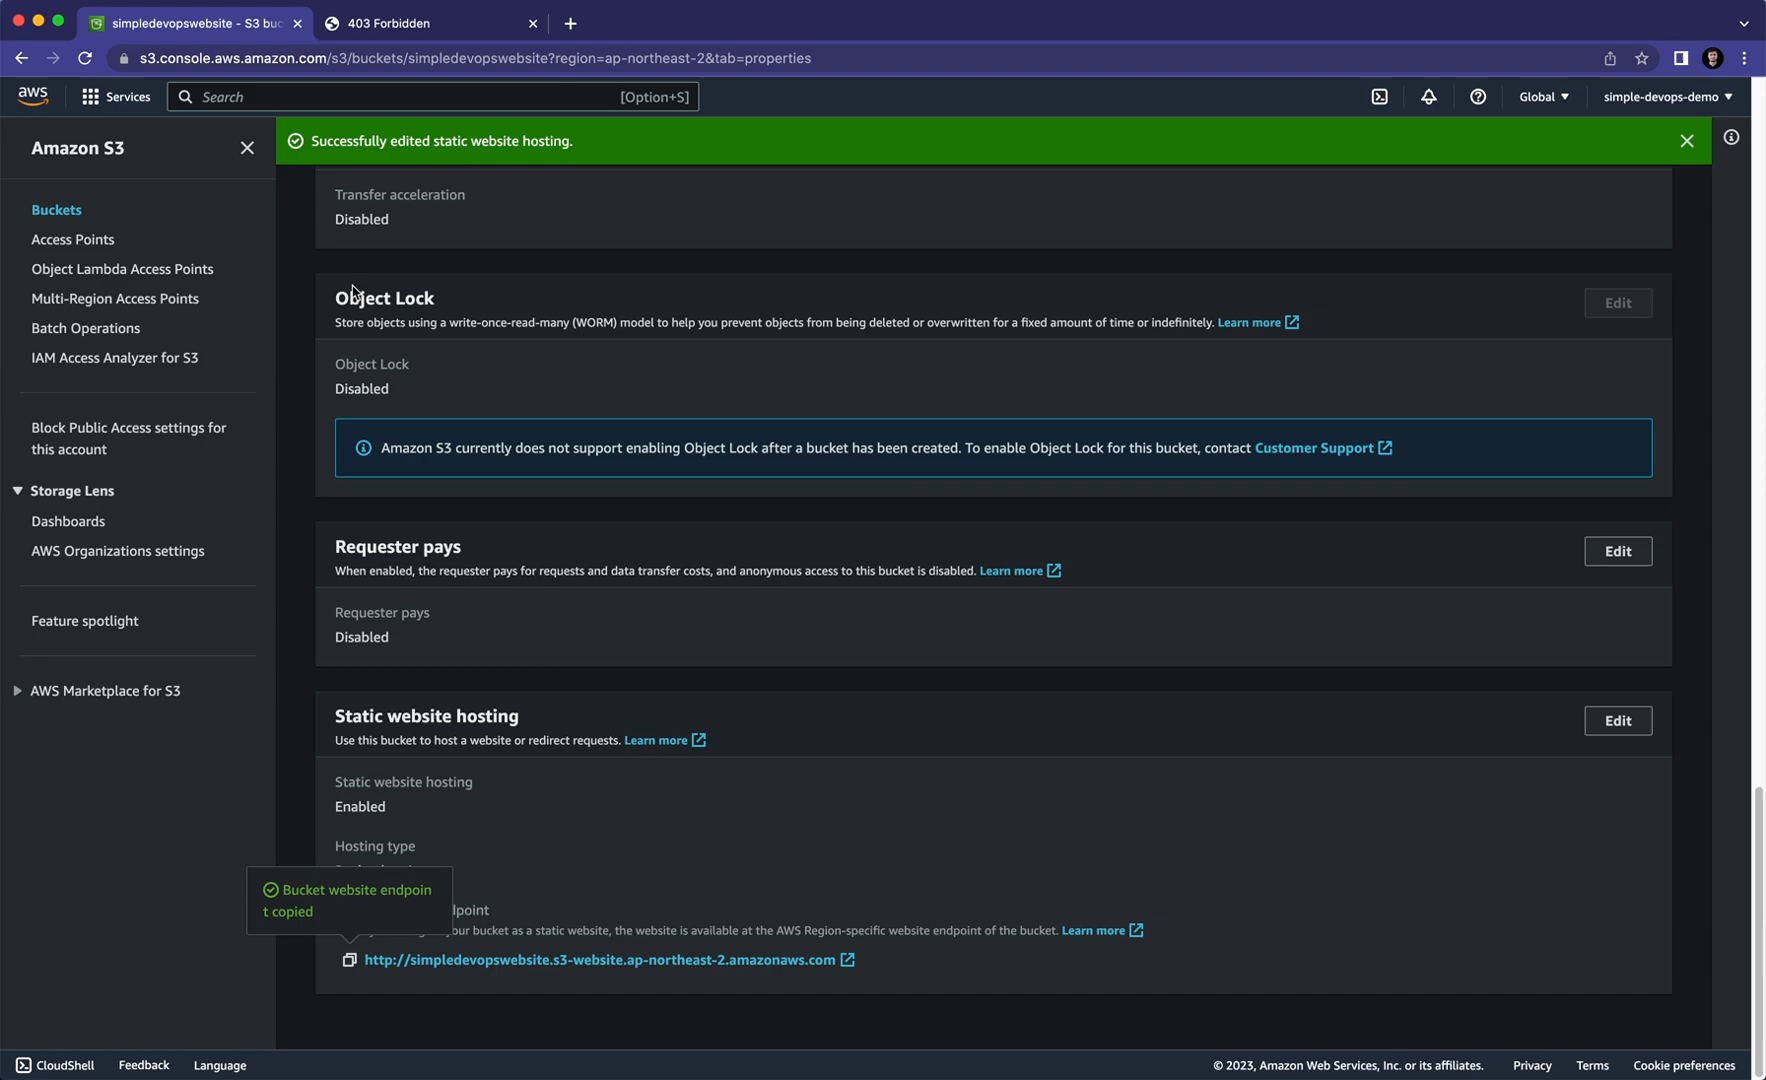 simpledevopswebsite - S3 buc
403 Forbidden
s3.console.aws.amazon.com/s3/buckets/simpledevopswebsite?region=ap-northeast-2&tab=properties
aws
Services
Search
[Option+S]
Global
simple-devops-demo
Amazon S3
Buckets
Access Points
Object Lambda Access Points
Multi-Region Access Points
Batch Operations
IAM Access Analyzer for S3
Block Public Access settings for
this account
Storage Lens
Dashboards
AWS Organizations settings
Feature spotlight
AWS Marketplace for S3
Successfully edited static website hosting.
Transfer acceleration
Disabled
Object Lock
Edit
Store objects using a write-once-read-many (WORM) model to help you prevent objects from being deleted or overwritten for a fixed amount of time or indefinitely. Learn more
Object Lock
Disabled
Amazon S3 currently does not support enabling Object Lock after a bucket has been created. To enable Object Lock for this bucket, contact Customer Support
Requester pays
Edit
When enabled, the requester pays for requests and data transfer costs, and anonymous access to this bucket is disabled. Learn more
Requester pays
Disabled
Static website hosting
Edit
Use this bucket to host a website or redirect requests. Learn more
Static website hosting
Enabled
Hosting type
Bucket website endpoin
t copied
dpoint
our bucket as a static website, the website is available at the AWS Region-specific website endpoint of the bucket. Learn more
http://simpledevopswebsite.s3-website.ap-northeast-2.amazonaws.com
CloudShell
Feedback
Language
© 2023, Amazon Web Services, Inc. or its affiliates.
Privacy
Terms
Cookie preferences